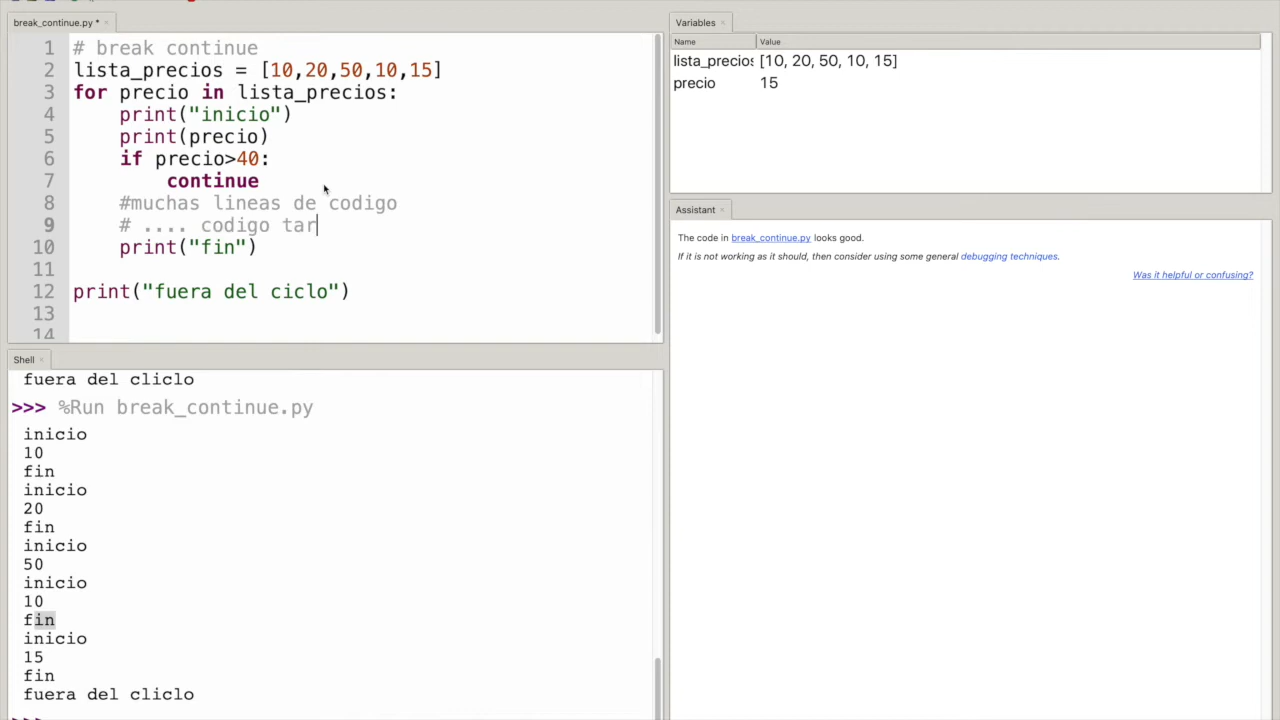 break_continue.py *
1 # break continue
2 lista_precios = [10,20,50,10,15]
3 for precio in lista_precios:
4     print("inicio")
5     print(precio)
6     if precio>40:
7         continue
8     #muchas lineas de codigo
9     # .... codigo tar
10     print("fin")
11
12 print("fuera del ciclo")
13
14
Shell
fuera del cliclo
>>> %Run break_continue.py
inicio
10
fin
inicio
20
fin
inicio
50
inicio
10
fin
inicio
15
fin
fuera del cliclo
>>>
Variables
Name Value
lista_precios [10, 20, 50, 10, 15]
precio 15
Assistant
The code in break_continue.py looks good.
If it is not working as it should, then consider using some general debugging techniques.
Was it helpful or confusing?